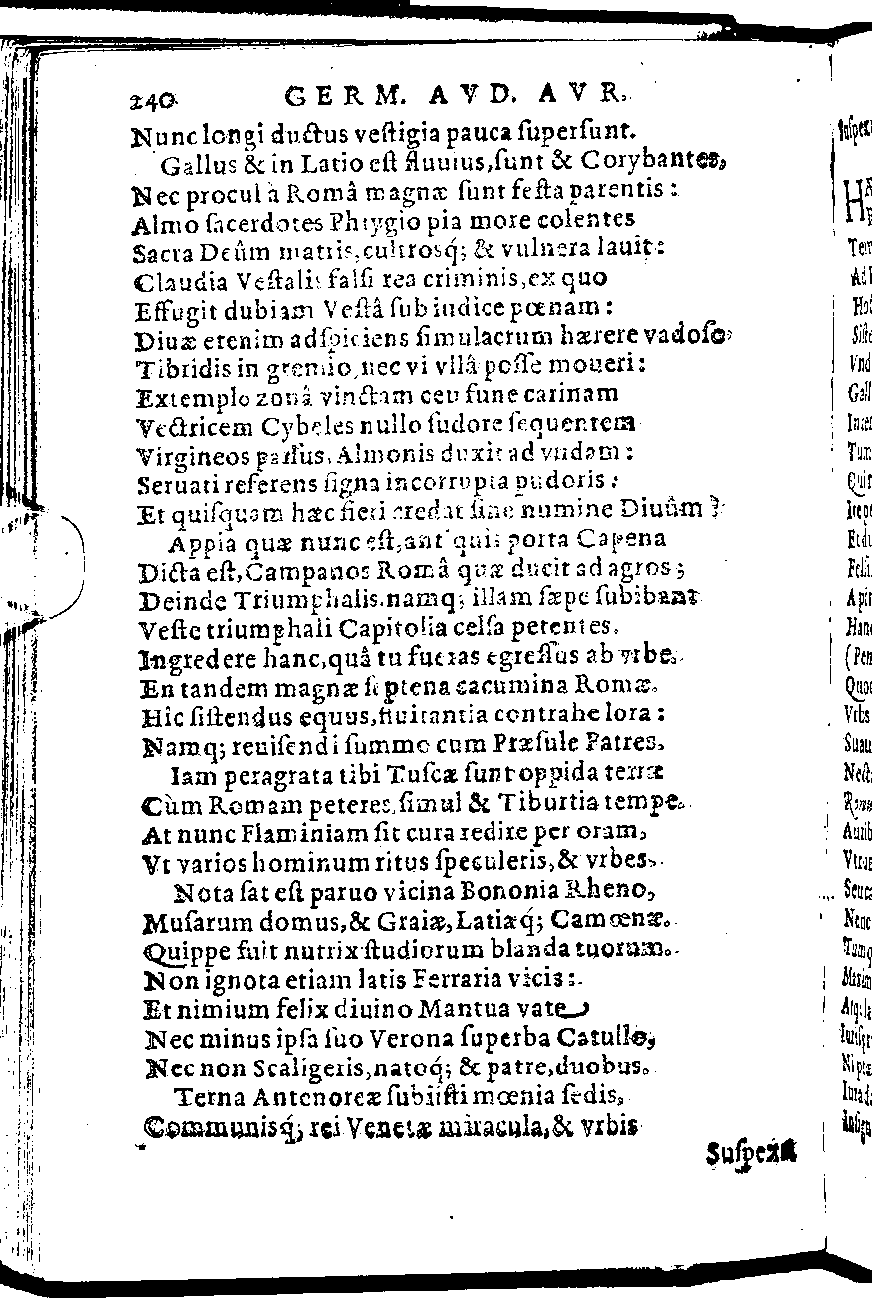 240 GERM. AVD. AVR.
Nunc longi ductus vestigia pauca supersunt.
Gallus & in Latio est fluuius, sunt & Corybantes,
Nec procul à Româ magnæ sunt festa parentis:
Almo sacerdotes Phrygio pia more colentes
Sacra Deûm matris, cultrosq́; & vulnera lauit:
Claudia Vestalis falsi rea criminis, ex quo
Effugit dubiam Vestâ sub iudice pœnam:
Diuæ etenim adspiciens simulacrum hærere vadoso
Tibridis in gremio, nec vi vllâ posse moueri:
Extemplo zonâ vinctam ceu fune carinam
Vectricem Cybeles nullo sudore sequentem
Virgineos passus, Almonis duxit ad vndam:
Seruati referens signa incorrupta pudoris:
Et quisquam hæc fieri credat sine numine Diuûm?
Appia quæ nunc est, antiquis porta Capena
Dicta est, Campanos Româ quæ ducit ad agros;
Deinde Triumphalis. namq; illam sæpe subibant
Veste triumphali Capitolia celsa petentes.
Ingredere hanc, quâ tu fueras egressus ab vrbe.
En tandem magnæ septena cacumina Romæ.
Hîc sistendus equus, fluitantia contrahe lora:
Namq; reuisendi summo cum Præsule Patres.
Iam peragrata tibi Tuscæ sunt oppida terræ
Cùm Romam peteres, simul & Tiburtia tempe.
At nunc Flaminiam sit cura redire per oram,
Vt varios hominum ritus speculeris, & vrbes.
Nota sat est paruo vicina Bononia Rheno,
Musarum domus, & Graiæ, Latiæq́; Camœnæ.
Quippe fuit nutrix studiorum blanda tuorum.
Non ignota etiam latis Ferraria vicis:
Et nimium felix diuino Mantua vate
Nec minus ipsa suo Verona superba Catullo,
Nec non Scaligeris, natoq́; & patre, duobus.
Terna Antenoreæ subiisti mœnia sedis,
Communisq́; rei Venetæ miracula, & vrbis
Suspexti